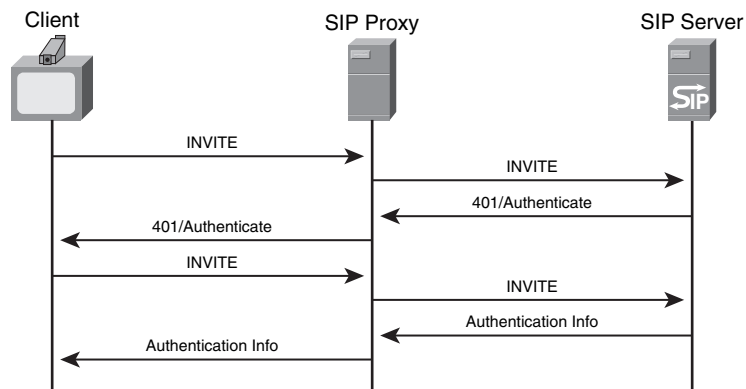 Client
SIP Proxy
SIP Server
SIP
INVITE
INVITE
401/Authenticate
401/Authenticate
INVITE
INVITE
Authentication Info
Authentication Info